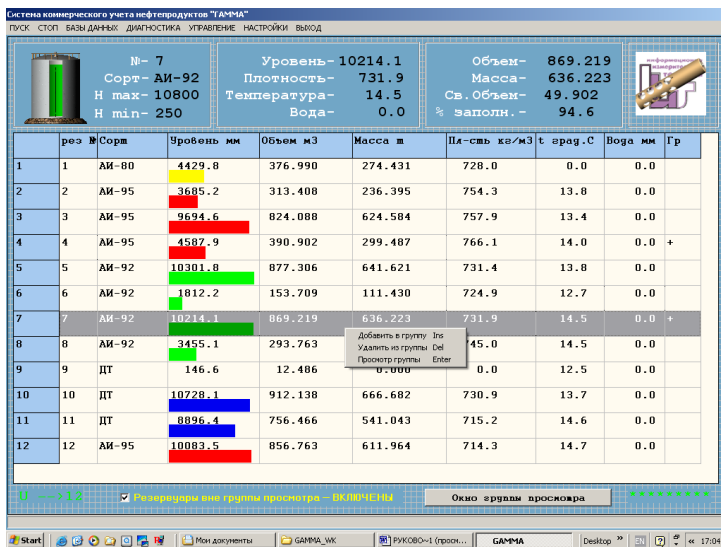 Система коммерческого учета нефтепродуктов "ГАММА"
ПУСК СТОП БАЗЫ ДАННЫХ ДИАГНОСТИКА УПРАВЛЕНИЕ НАСТРОЙКИ ВЫХОД
№- 7 Уровень- 10214.1 Объем- 869.219
Сорт- АИ-92 Плотность- 731.9 Масса- 636.223
H max- 10800 Температура- 14.5 Св.Объем- 49.902
H min- 250 Вода- 0.0 % заполн.- 94.6
рез № Сорт Уровень мм Объем м3 Масса т Пл-сть кг/м3 t град.С Вода мм Гр
1 1 АИ-80 4429.8 376.990 274.431 728.0 0.0 0.0
2 2 АИ-95 3685.2 313.408 236.395 754.3 13.8 0.0
3 3 АИ-95 9694.6 824.088 624.584 757.9 13.4 0.0
4 4 АИ-95 4587.9 390.902 299.487 766.1 14.0 0.0 +
5 5 АИ-92 10301.8 877.306 641.621 731.4 13.8 0.0
6 6 АИ-92 1812.2 153.709 111.430 724.9 12.7 0.0
7 7 АИ-92 10214.1 869.219 636.223 731.9 14.5 0.0 +
Добавить в группу Ins
8 8 АИ-92 3455.1 293.763 745.0 14.5 0.0
Удалить из группы Del
Просмотр группы Enter
9 9 ДТ 146.6 12.486 0.000 0.0 12.5 0.0
10 10 ДТ 10728.1 912.138 666.682 730.9 13.7 0.0
11 11 ДТ 8896.4 756.466 541.043 715.2 14.6 0.0
12 12 АИ-95 10083.5 856.763 611.964 714.3 14.7 0.0
Резервуары вне группы просмотра - ВКЛЮЧЕНЫ Окно группы просмотра
Start Мои документы GAMMA_WK РУКОВО~1 (прос... GAMMA Desktop » EN « 17:04